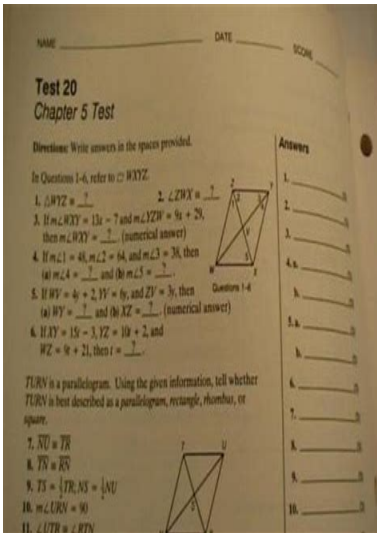 NAME DATE SCORE
Test 20
Chapter 5 Test
Directions: Write answers in the spaces provided.
Answers
In Questions 1–6, refer to ▱ WXYZ.
1. △WYZ ≅ ?
2. ∠ZWX ≅ ?
3. If m∠WXY = 13x − 7 and m∠YZW = 9x + 29,
then m∠WXY = ? . (numerical answer)
4. If m∠1 = 48, m∠2 = 64, and m∠3 = 38, then
(a) m∠4 = ? and (b) m∠5 = ? .
5. If WV = 4y + 2, YV = 6y, and ZV = 3y, then
(a) WY = ? and (b) XZ = ? . (numerical answer)
6. If XY = 15t − 3, YZ = 10t + 2, and
WZ = 9t + 21, then t = ? .
Z Y
W X
Questions 1–6
TURN is a parallelogram. Using the given information, tell whether
TURN is best described as a parallelogram, rectangle, rhombus, or
square.
7. NU ≅ TR
8. TN ≅ RN
9. TS = ½TR; NS = ½NU
10. m∠URN = 90
11. ∠UTR ≅ ∠RTN
T U
1.
2.
3.
4.a.
b.
5.a.
b.
6.
7.
8.
9.
10.